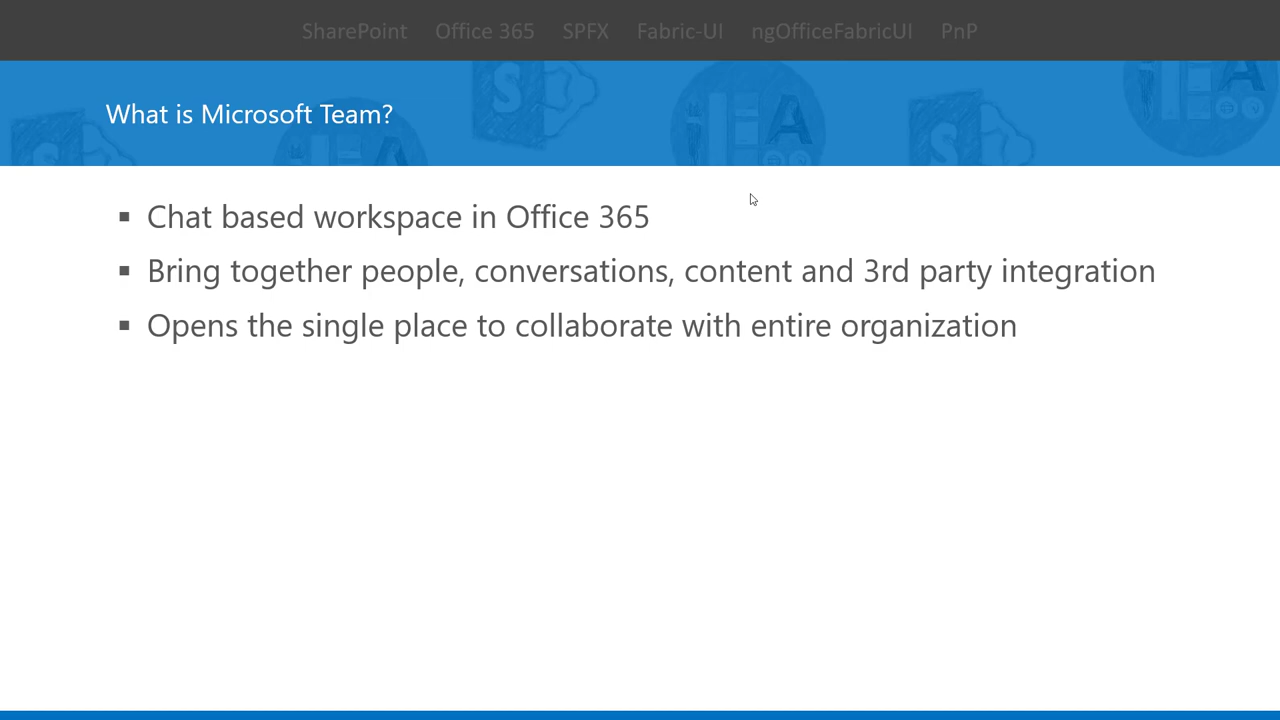 SharePoint Office 365 SPFX Fabric-UI ngOfficeFabricUI PnP
What is Microsoft Team?
▪ Chat based workspace in Office 365
▪ Bring together people, conversations, content and 3rd party integration
▪ Opens the single place to collaborate with entire organization